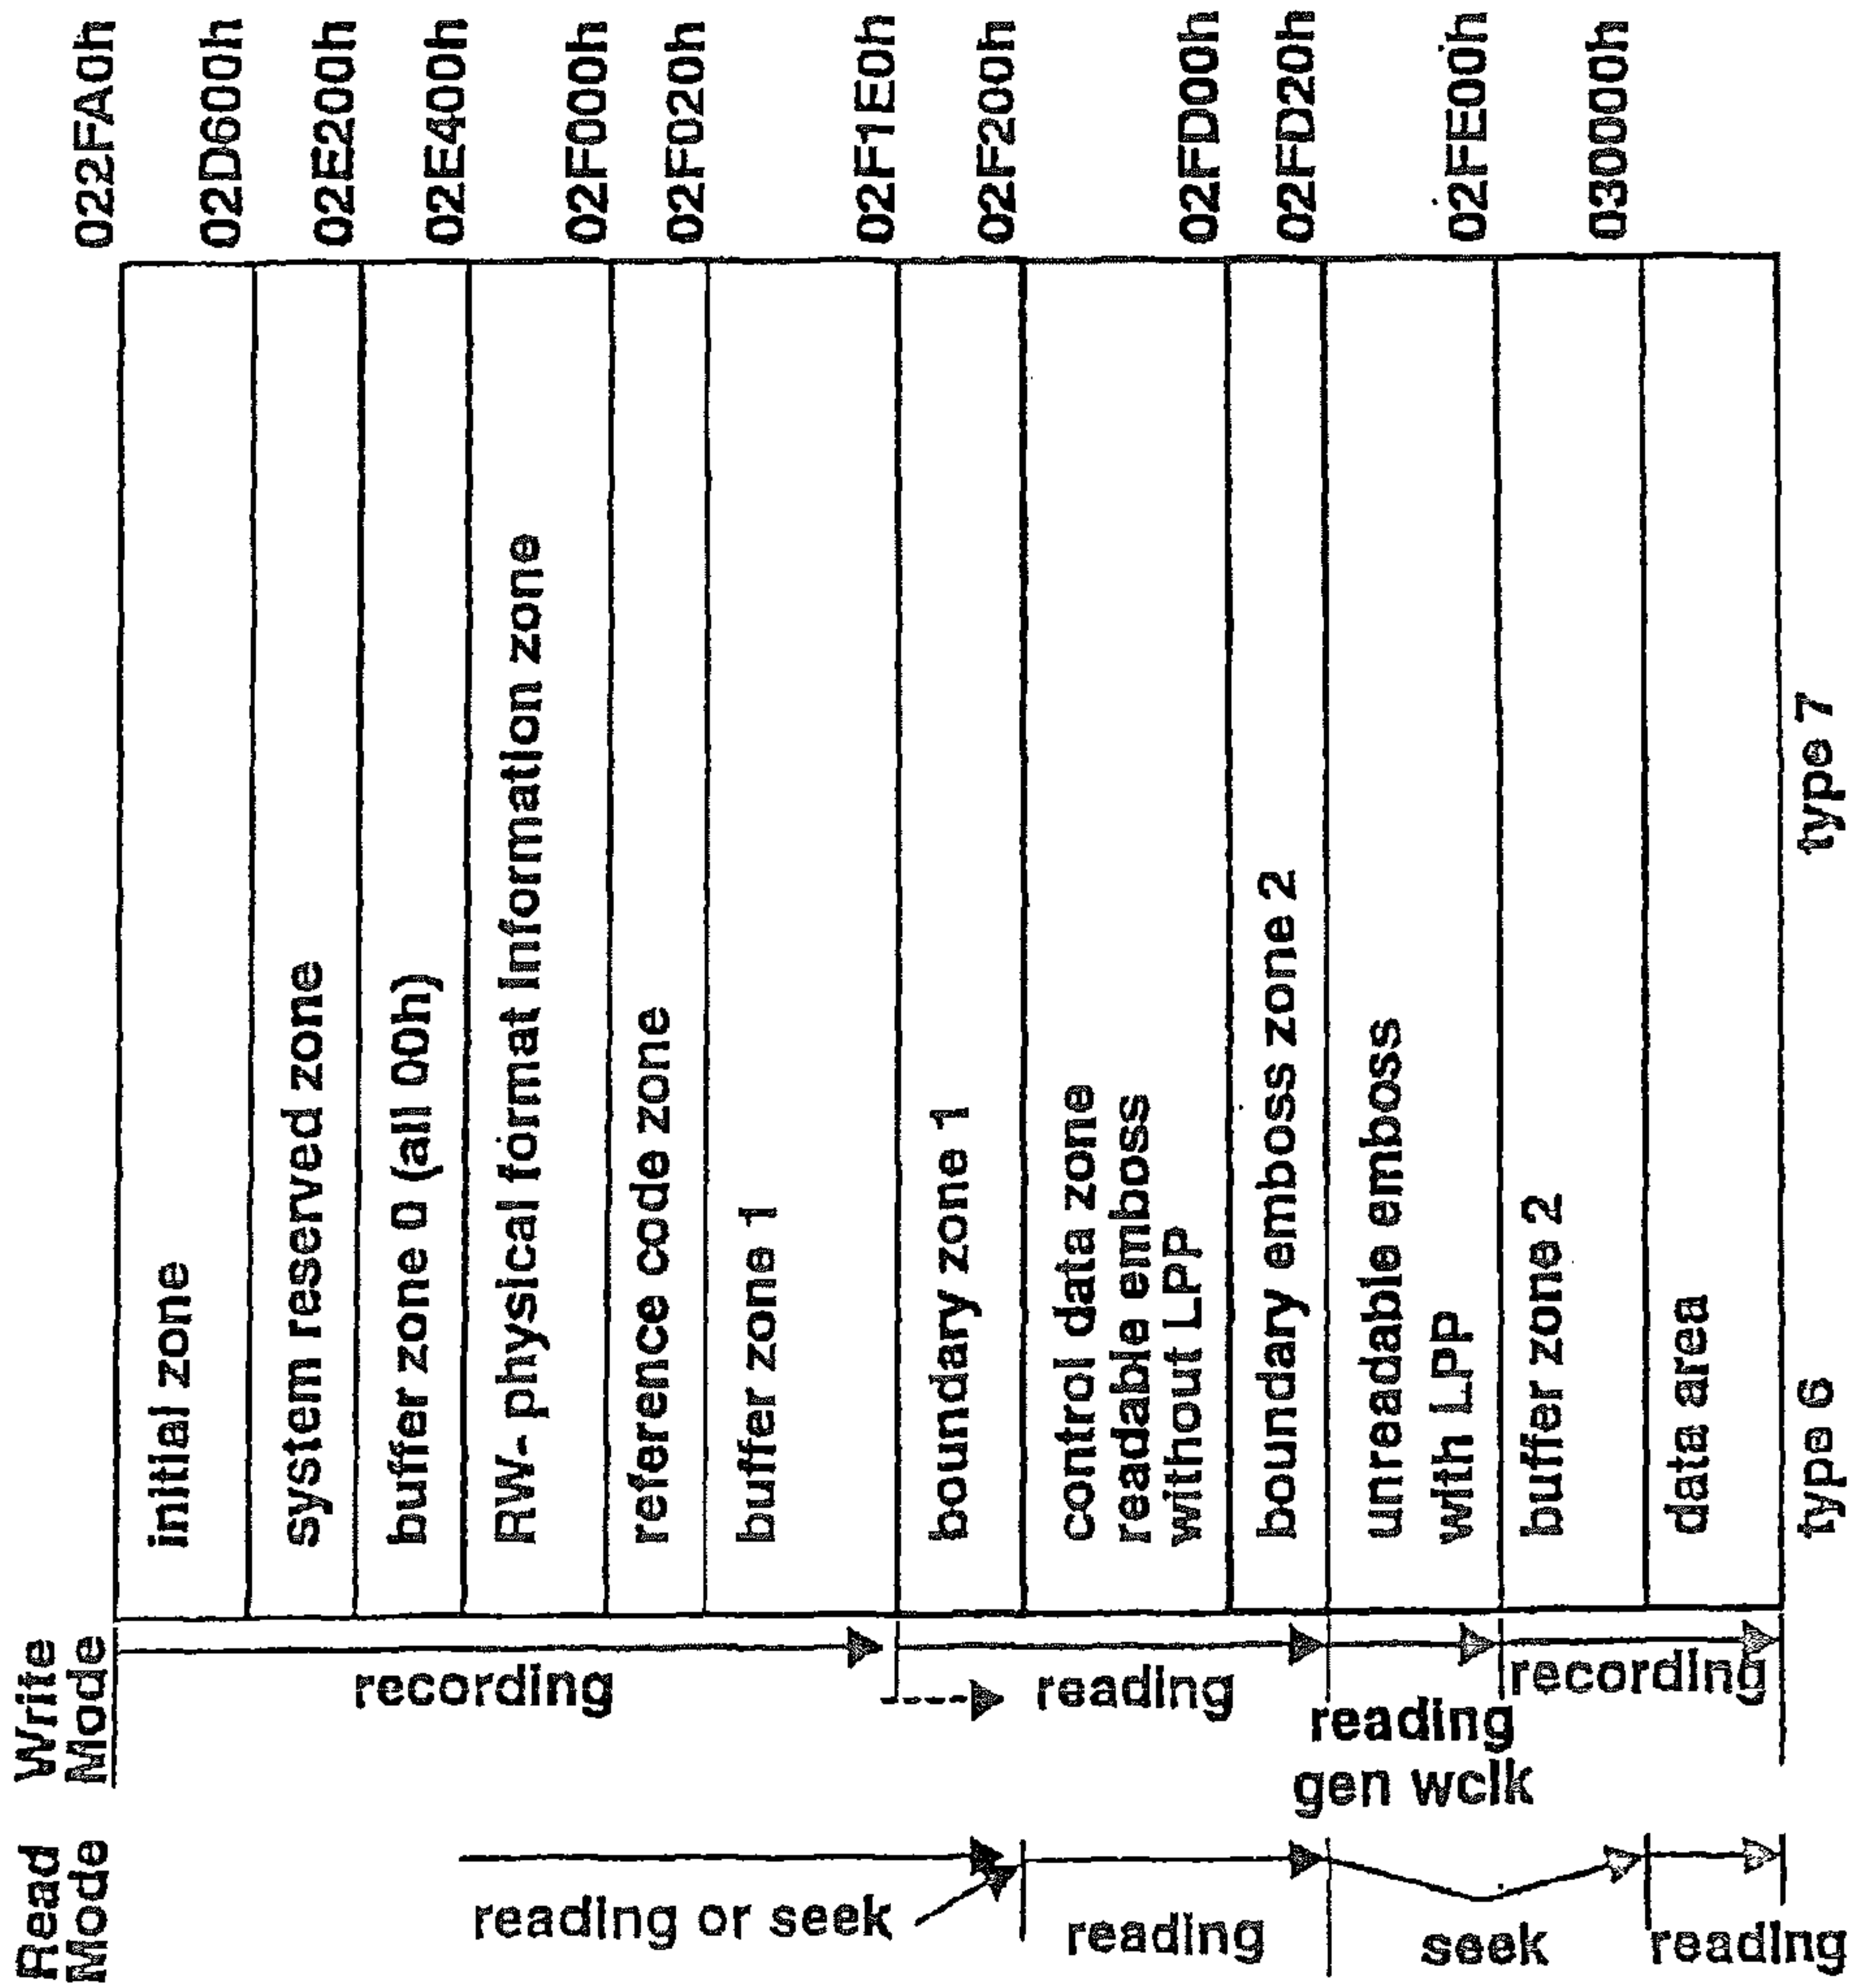 022FA0h
02D600h
02E200h
02E400h
02F000h
02F020h
02F1E0h
02F200h
02FD00h
02FD20h
02FE00h
030000h
initial zone
system reserved zone
buffer zone 0 (all 00h)
RW- physical format information zone
reference code zone
buffer zone 1
boundary zone 1
control data zone
readable emboss
without LPP
boundary emboss zone 2
unreadable emboss
with LPP
buffer zone 2
data area
type 6
type 7
Write
Mode
recording
reading
reading
gen wclk
recording
Read
Mode
reading or seek
reading
seek
reading